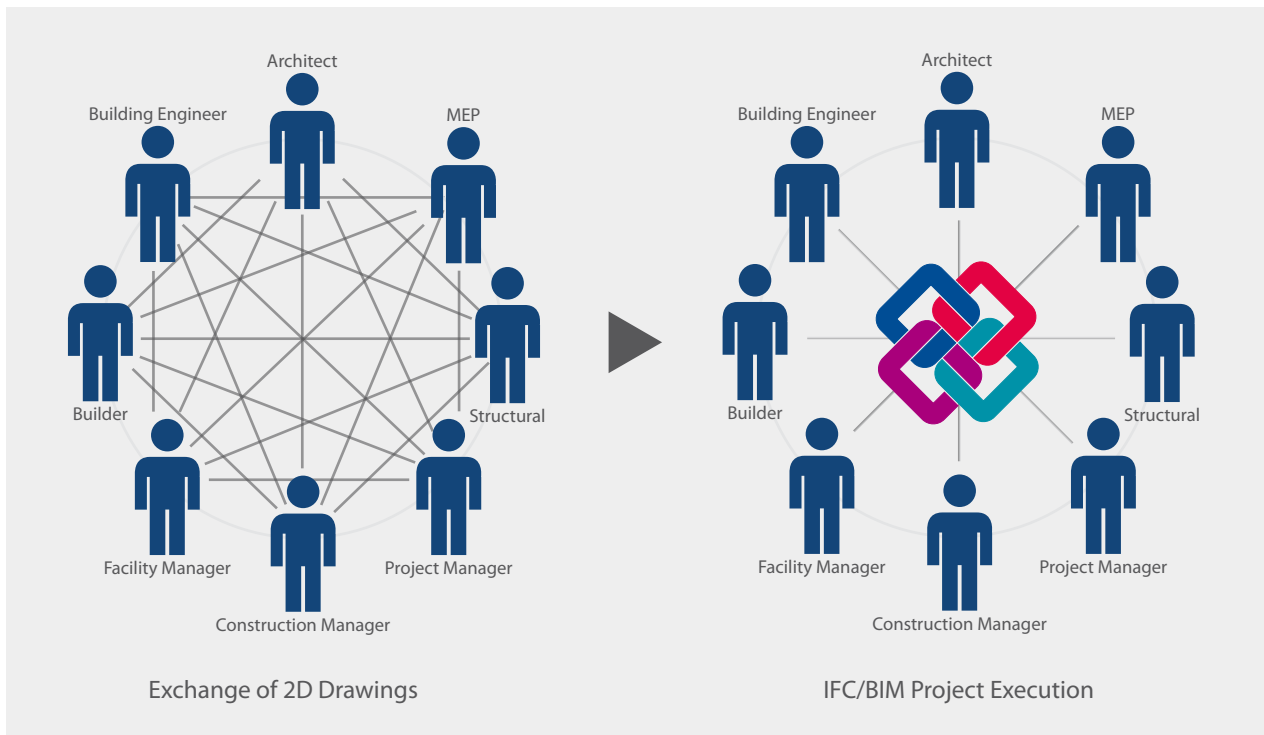 Architect
Building Engineer
MEP
Builder
Structural
Facility Manager
Project Manager
Construction Manager
Exchange of 2D Drawings
Architect
Building Engineer
MEP
Builder
Structural
Facility Manager
Project Manager
Construction Manager
IFC/BIM Project Execution